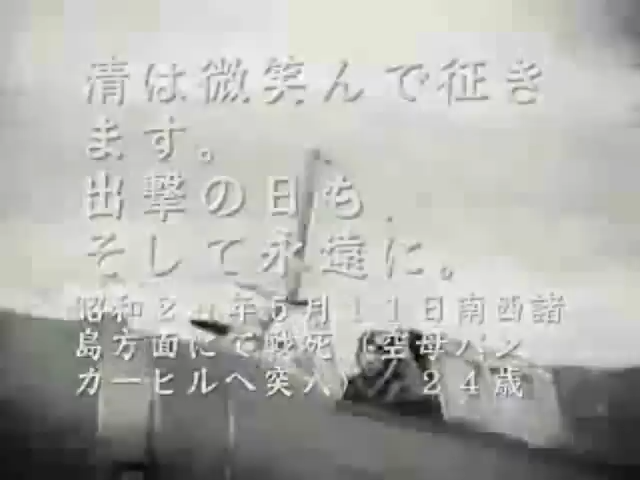 清は微笑んで征き
ます。
出撃の日も
そして永遠に。
昭和２０年５月１１日南西諸
島方面にて戦死（空母バン
カーヒルへ突入）／２４歳